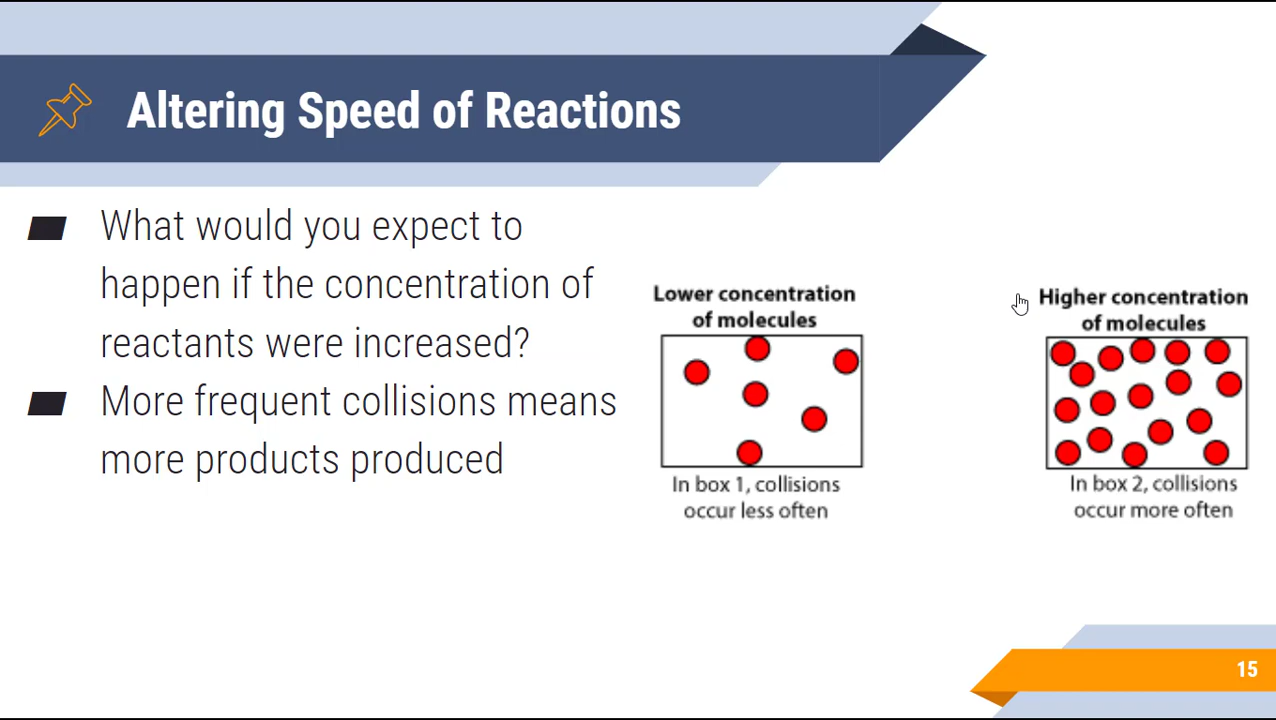 Altering Speed of Reactions
What would you expect to
happen if the concentration of
reactants were increased?
More frequent collisions means
more products produced
Lower concentration
of molecules
In box 1, collisions
occur less often
Higher concentration
of molecules
In box 2, collisions
occur more often
15